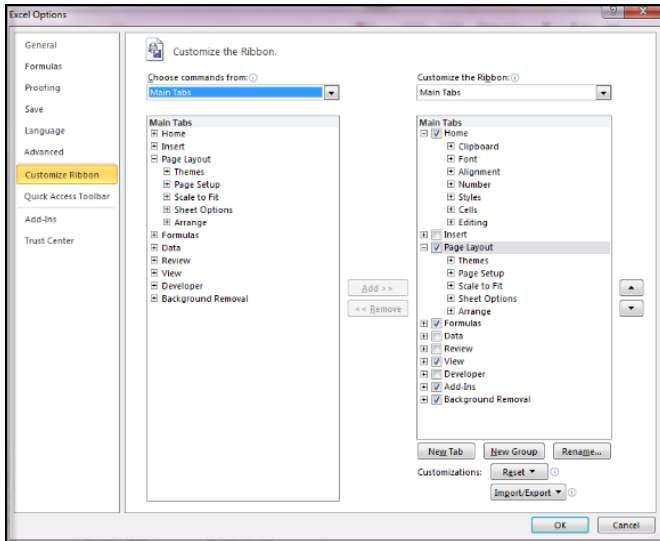 Excel Options
General
Formulas
Proofing
Save
Language
Advanced
Customize Ribbon
Quick Access Toolbar
Add-Ins
Trust Center
Customize the Ribbon.
Choose commands from:
Main Tabs
Main Tabs
Home
Insert
Page Layout
Themes
Page Setup
Scale to Fit
Sheet Options
Arrange
Formulas
Data
Review
View
Developer
Background Removal
Add >>
<< Remove
Customize the Ribbon:
Main Tabs
Main Tabs
Home
Clipboard
Font
Alignment
Number
Styles
Cells
Editing
Insert
Page Layout
Themes
Page Setup
Scale to Fit
Sheet Options
Arrange
Formulas
Data
Review
View
Developer
Add-Ins
Background Removal
New Tab
New Group
Rename...
Customizations:
Reset
Import/Export
OK
Cancel